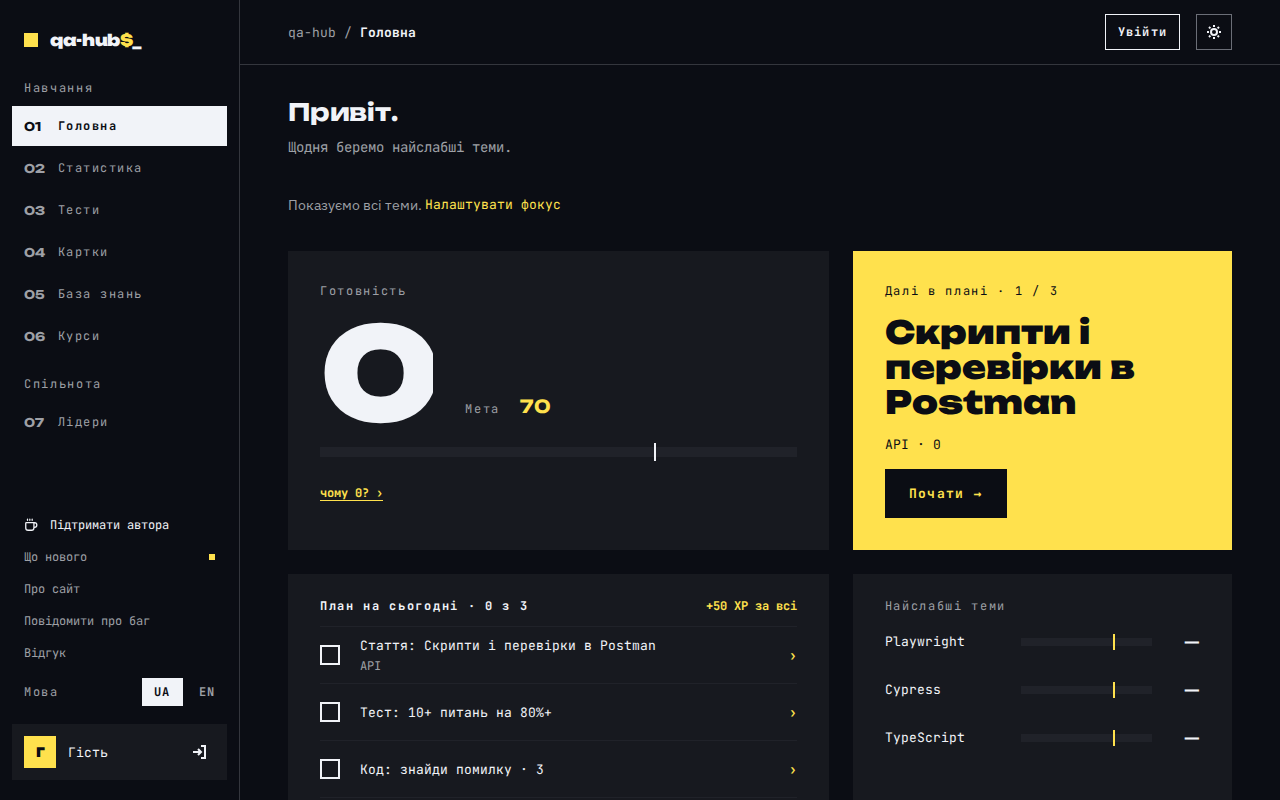 qa-hub$_
Навчання
01 Головна
02 Статистика
03 Тести
04 Картки
05 База знань
06 Курси
Спільнота
07 Лідери
Підтримати автора
Що нового
Про сайт
Повідомити про баг
Відгук
Мова UA EN
Г Гість
qa-hub / Головна
Увійти
Привіт.
Щодня беремо найслабші теми.
Показуємо всі теми. Налаштувати фокус
Готовність
0 Мета 70
чому 0? ›
Далі в плані · 1 / 3
Скрипти і
перевірки в
Postman
API · 0
Почати →
План на сьогодні · 0 з 3 +50 XP за всі
Стаття: Скрипти і перевірки в Postman ›
API
Тест: 10+ питань на 80%+ ›
Код: знайди помилку · 3 ›
Найслабші теми
Playwright —
Cypress —
TypeScript —